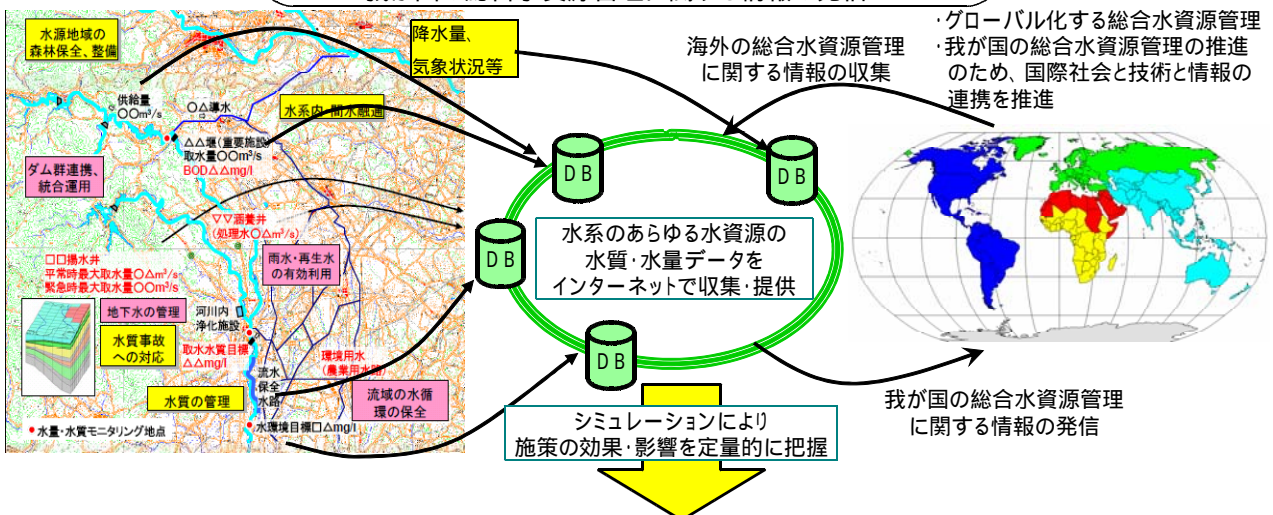 水源地域の
森林保全、整備
降水量、
気象状況等
海外の総合水資源管理
に関する情報の収集
・グローバル化する総合水資源管理
・我が国の総合水資源管理の推進
のため、国際社会と技術と情報の
連携を推進
供給量
〇〇m³/s
〇△導水
⇨
水系内・間水融通
△△堰(重要施設)
取水量〇〇m³/s
BOD△△mg/l
ダム群連携、
統合運用
DB
DB
DB
DB
▽▽涵養井
(処理水〇△m³/s)
□□揚水井
平常時最大取水量〇△m³/s
緊急時最大取水量〇〇m³/s
雨水・再生水
の有効利用
水系のあらゆる水資源の
水質・水量データを
インターネットで収集・提供
地下水の管理
河川内
浄化施設
水質事故
への対応
取水水質目標
△△mg/l
環境用水
(農業用水路)
流水
保全
水路
水質の管理
流域の水循
環の保全
・水量・水質モニタリング地点
水環境目標口△mg/l
シミュレーションにより
施策の効果・影響を定量的に把握
我が国の総合水資源管理
に関する情報の発信